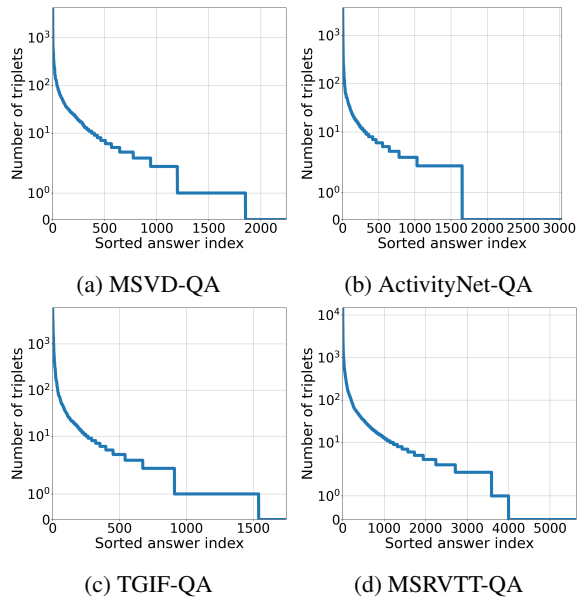 10³
10²
10¹
10⁰
0
Number of triplets
0 500 1000 1500 2000
Sorted answer index
(a) MSVD-QA
10³
10²
10¹
10⁰
0
Number of triplets
0 500 1000 1500 2000 2500 3000
Sorted answer index
(b) ActivityNet-QA
10³
10²
10¹
10⁰
0
Number of triplets
0 500 1000 1500
Sorted answer index
(c) TGIF-QA
10⁴
10³
10²
10¹
10⁰
0
Number of triplets
0 1000 2000 3000 4000 5000
Sorted answer index
(d) MSRVTT-QA